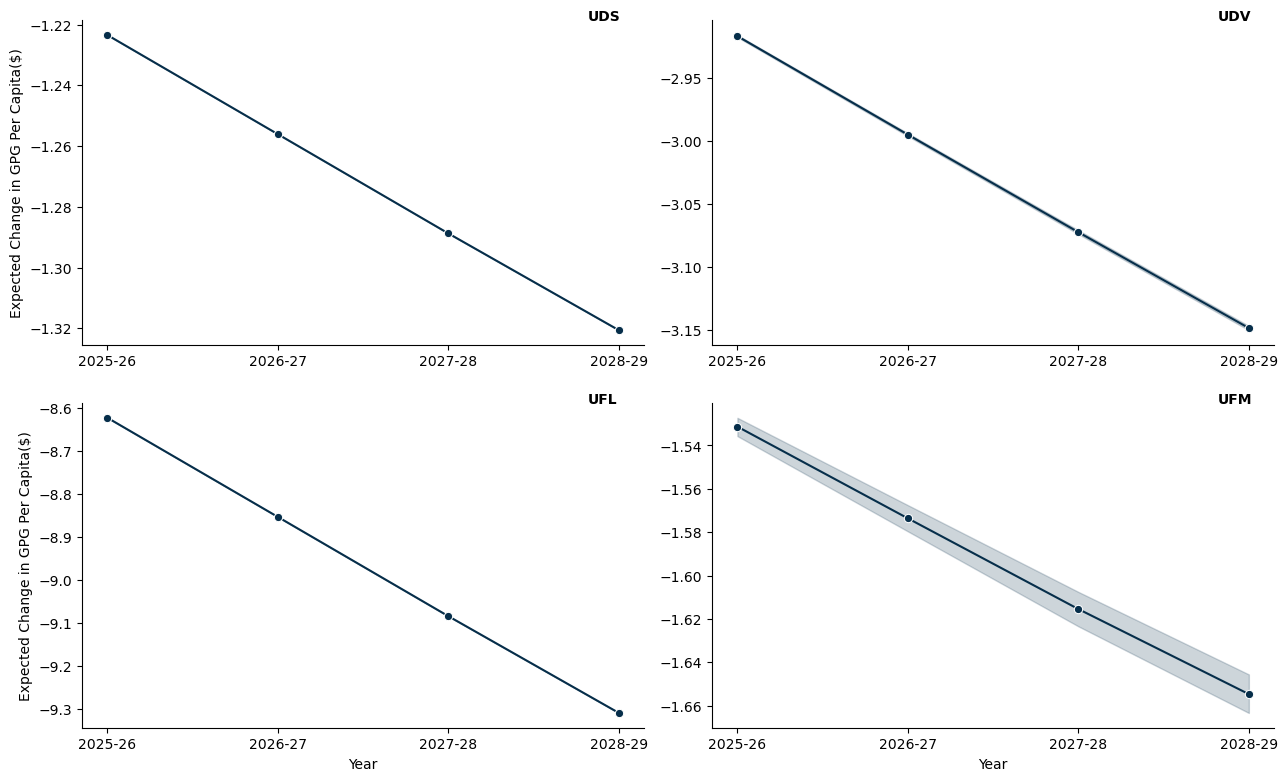 UDS
Expected Change in GPG Per Capita($)
−1.22
−1.24
−1.26
−1.28
−1.30
−1.32
2025-26 2026-27 2027-28 2028-29
UDV
−2.95
−3.00
−3.05
−3.10
−3.15
2025-26 2026-27 2027-28 2028-29
UFL
Expected Change in GPG Per Capita($)
−8.6
−8.7
−8.8
−8.9
−9.0
−9.1
−9.2
−9.3
2025-26 2026-27 2027-28 2028-29
Year
UFM
−1.54
−1.56
−1.58
−1.60
−1.62
−1.64
−1.66
2025-26 2026-27 2027-28 2028-29
Year